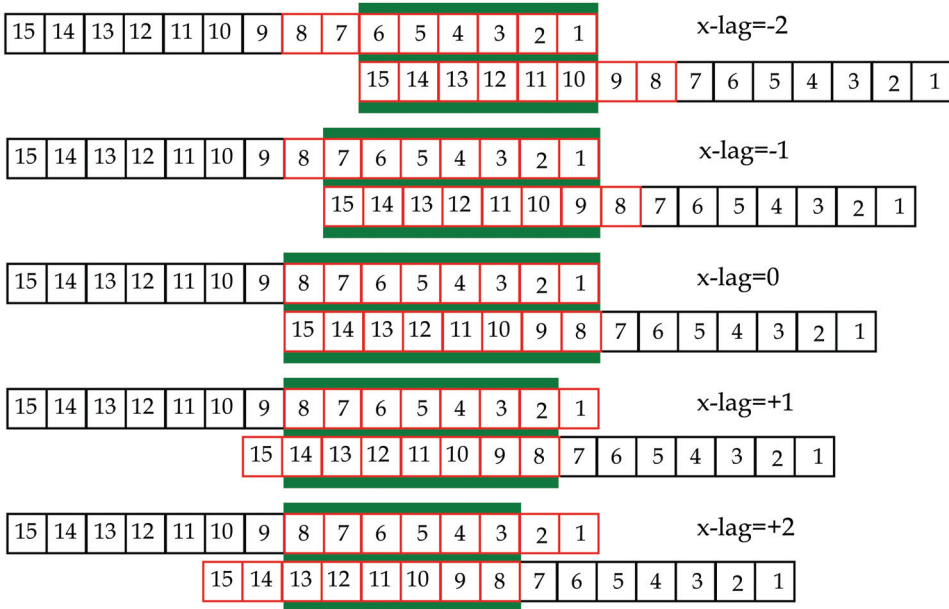 15 14 13 12 11 10 9 8 7 6 5 4 3 2 1 x-lag=-2
15 14 13 12 11 10 9 8 7 6 5 4 3 2 1
15 14 13 12 11 10 9 8 7 6 5 4 3 2 1 x-lag=-1
15 14 13 12 11 10 9 8 7 6 5 4 3 2 1
15 14 13 12 11 10 9 8 7 6 5 4 3 2 1 x-lag=0
15 14 13 12 11 10 9 8 7 6 5 4 3 2 1
15 14 13 12 11 10 9 8 7 6 5 4 3 2 1 x-lag=+1
15 14 13 12 11 10 9 8 7 6 5 4 3 2 1
15 14 13 12 11 10 9 8 7 6 5 4 3 2 1 x-lag=+2
15 14 13 12 11 10 9 8 7 6 5 4 3 2 1